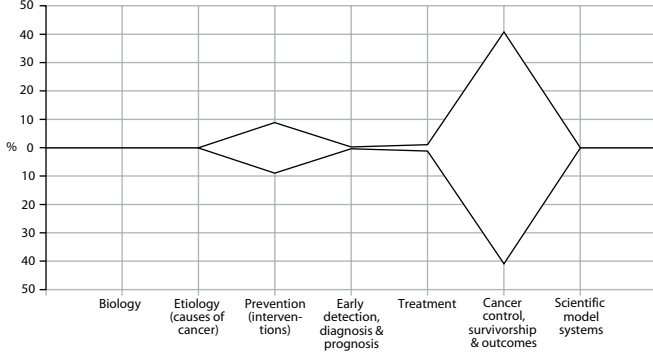 50
40
30
20
10
% 0
10
20
30
40
50
Biology
Etiology
(causes of
cancer)
Prevention
(interven-
tions)
Early
detection,
diagnosis &
prognosis
Treatment
Cancer
control,
survivorship
& outcomes
Scientific
model
systems